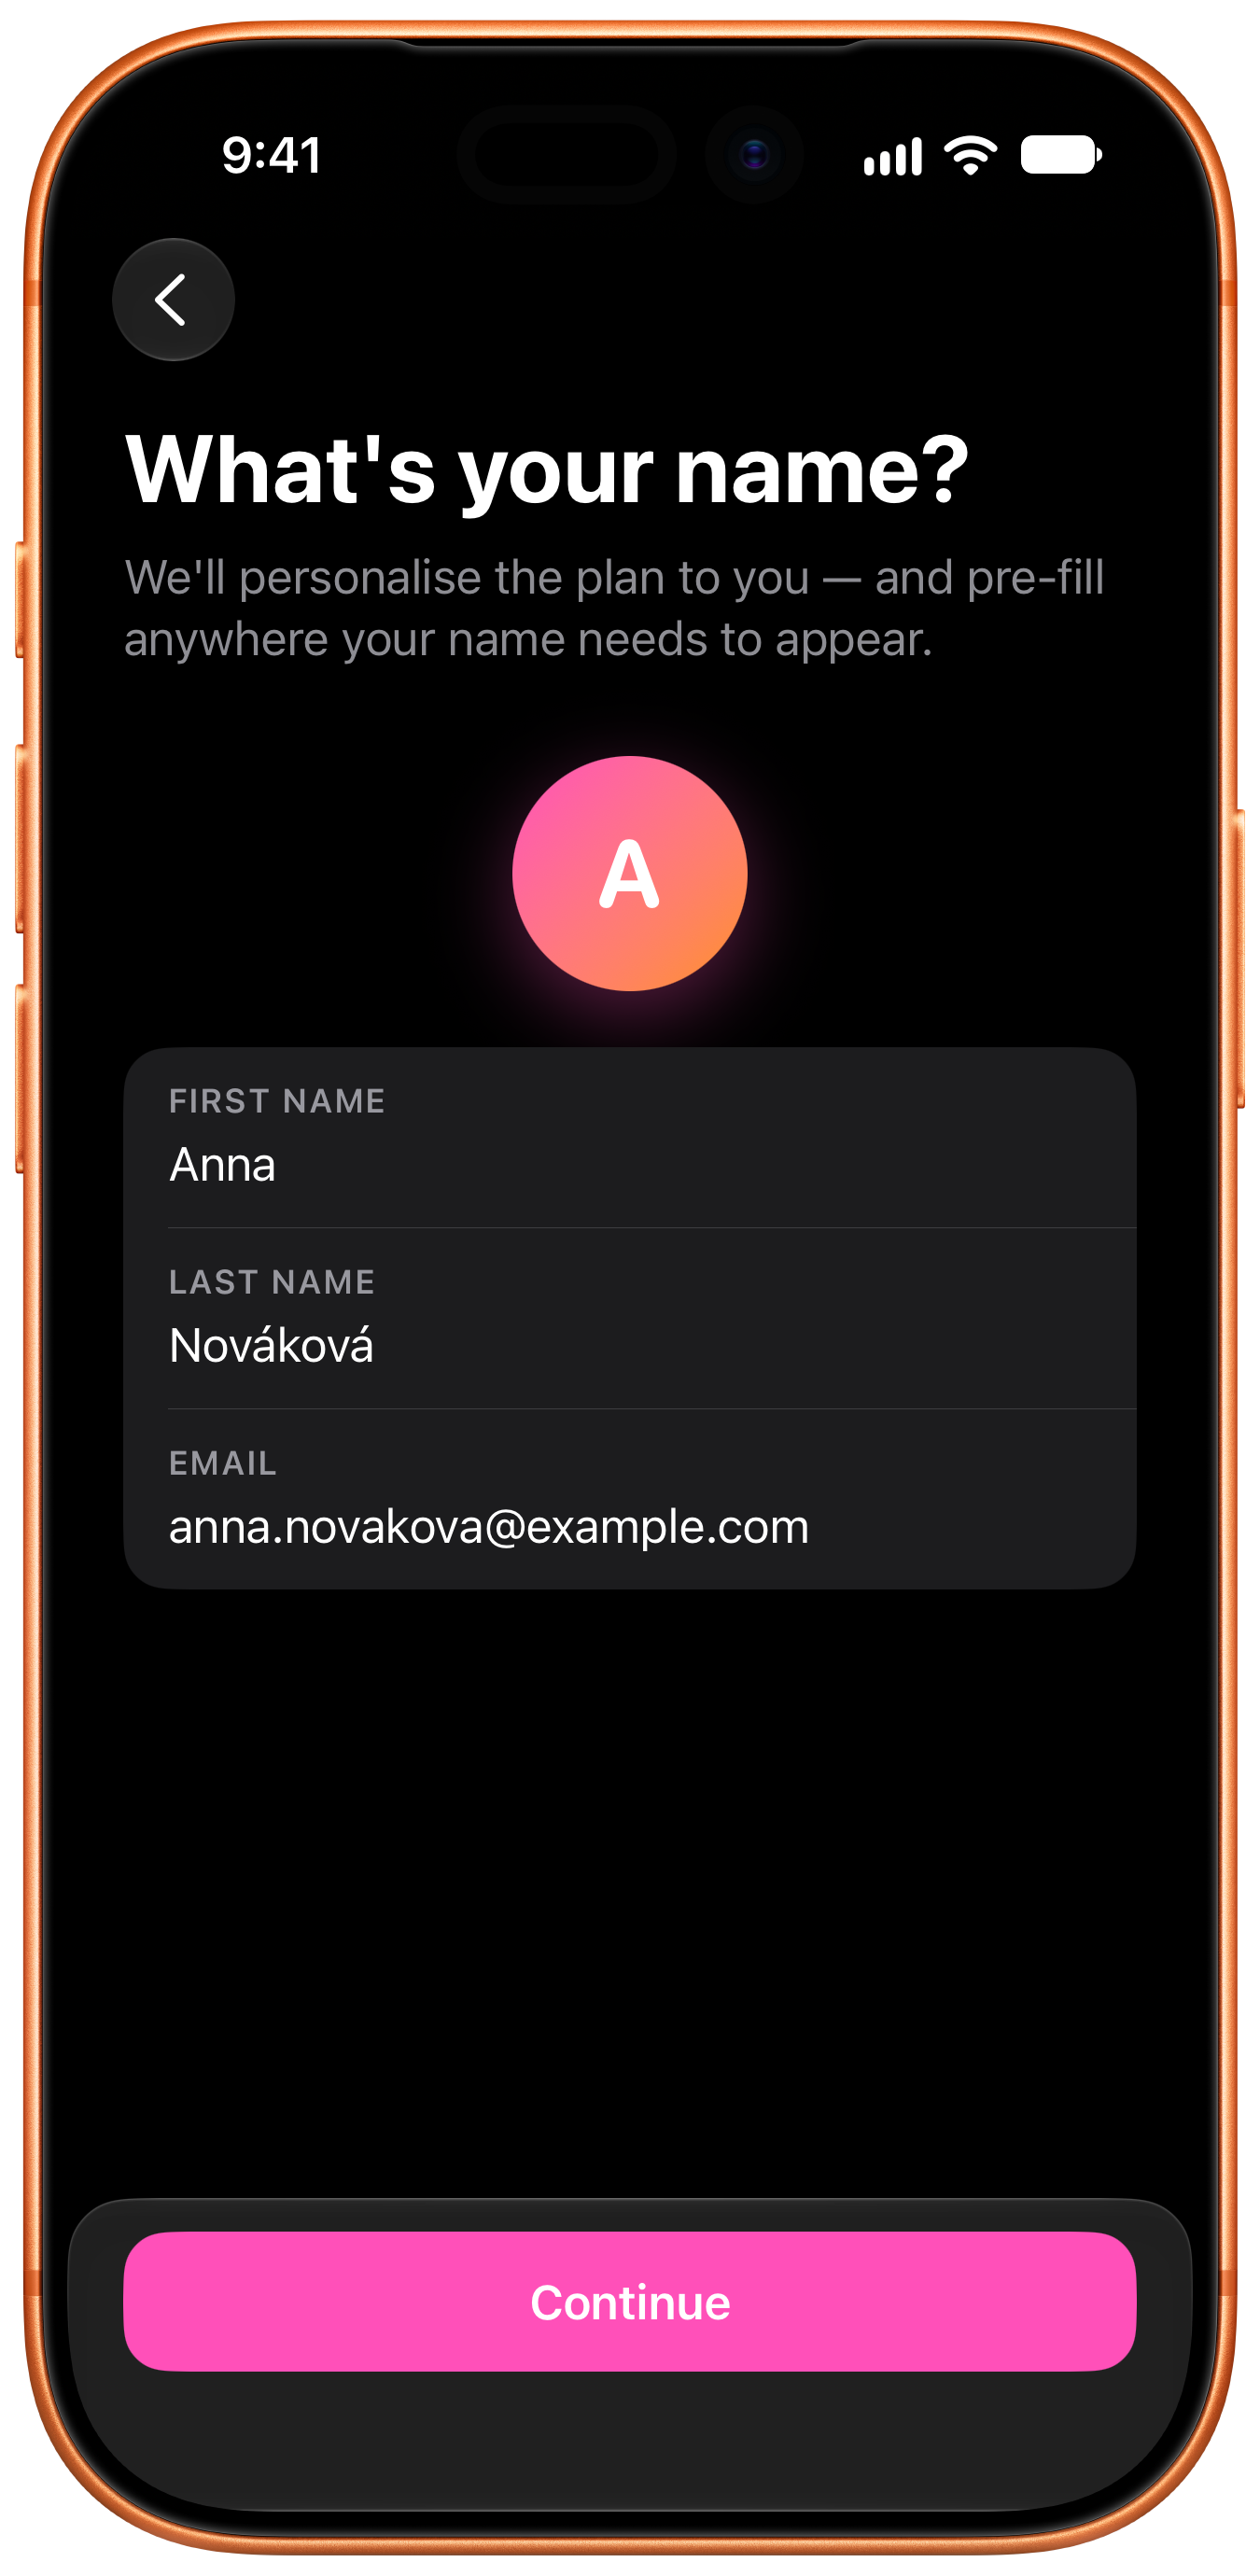 9:41
What's your name?
We'll personalise the plan to you — and pre-fill
anywhere your name needs to appear.
A
FIRST NAME
Anna
LAST NAME
Nováková
EMAIL
anna.novakova@example.com
Continue